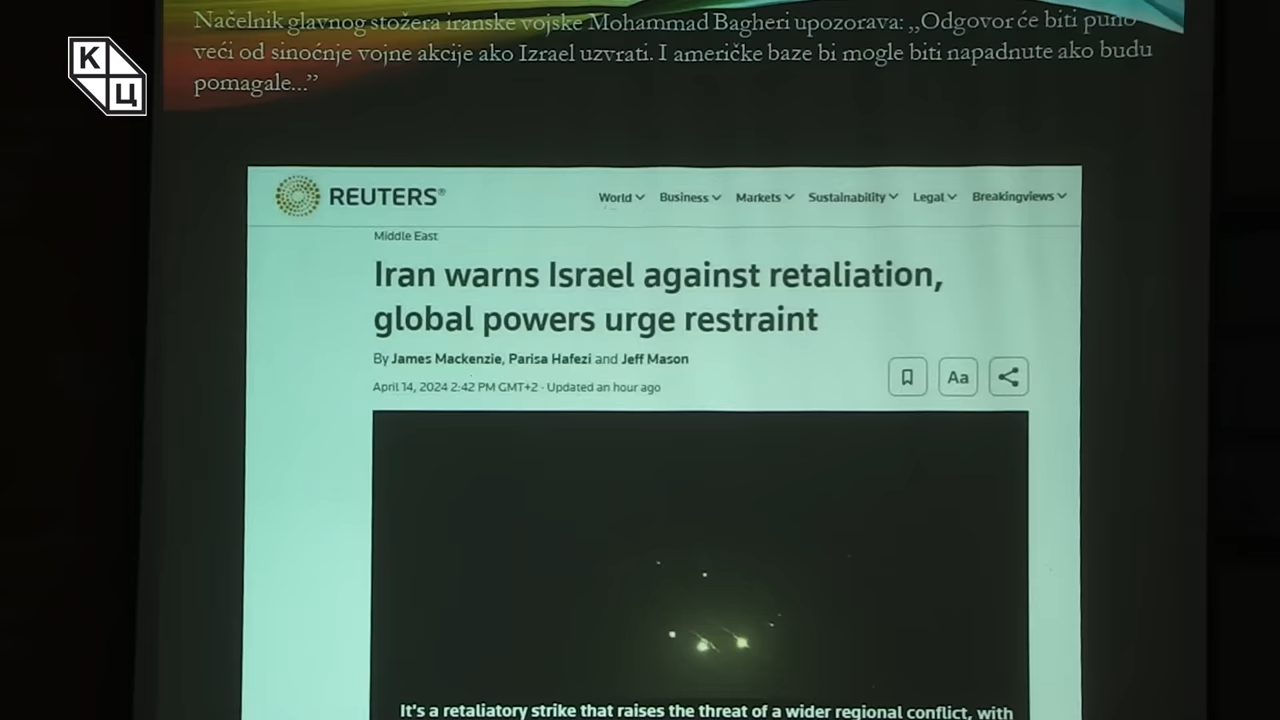 Načelnik glavnog stožera iranske vojske Mohammad Bagheri upozorava: „Odgovor će biti puno
veći od sinoćnje vojne akcije ako Izrael uzvrati. I američke baze bi mogle biti napadnute ako budu
pomagale...”
К
Ц
REUTERS®
World Business Markets Sustainability Legal Breakingviews
Middle East
Iran warns Israel against retaliation,
global powers urge restraint
By James Mackenzie, Parisa Hafezi and Jeff Mason
April 14, 2024 2:42 PM GMT+2 · Updated an hour ago
Aa
It's a retaliatory strike that raises the threat of a wider regional conflict, with